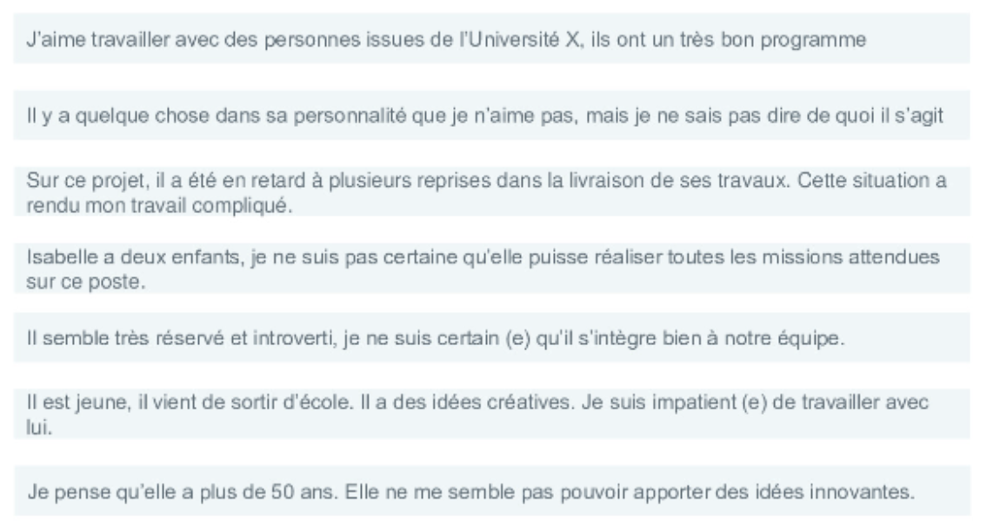 J'aime travailler avec des personnes issues de l'Université X, ils ont un très bon programme
Il y a quelque chose dans sa personnalité que je n'aime pas, mais je ne sais pas dire de quoi il s'agit
Sur ce projet, il a été en retard à plusieurs reprises dans la livraison de ses travaux. Cette situation a
rendu mon travail compliqué.
Isabelle a deux enfants, je ne suis pas certaine qu'elle puisse réaliser toutes les missions attendues
sur ce poste.
Il semble très réservé et introverti, je ne suis certain (e) qu'il s'intègre bien à notre équipe.
Il est jeune, il vient de sortir d'école. Il a des idées créatives. Je suis impatient (e) de travailler avec
lui.
Je pense qu'elle a plus de 50 ans. Elle ne me semble pas pouvoir apporter des idées innovantes.